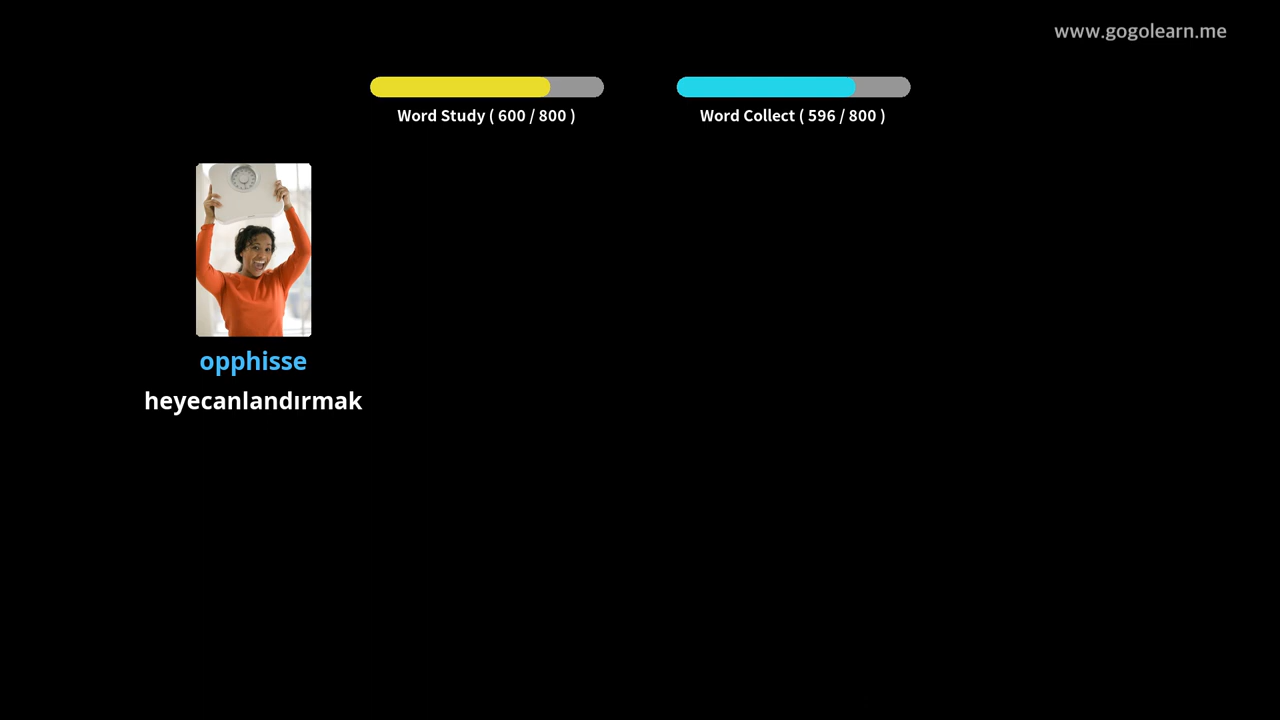 www.gogolearn.me
Word Study ( 600 / 800 )
Word Collect ( 596 / 800 )
opphisse
heyecanlandırmak